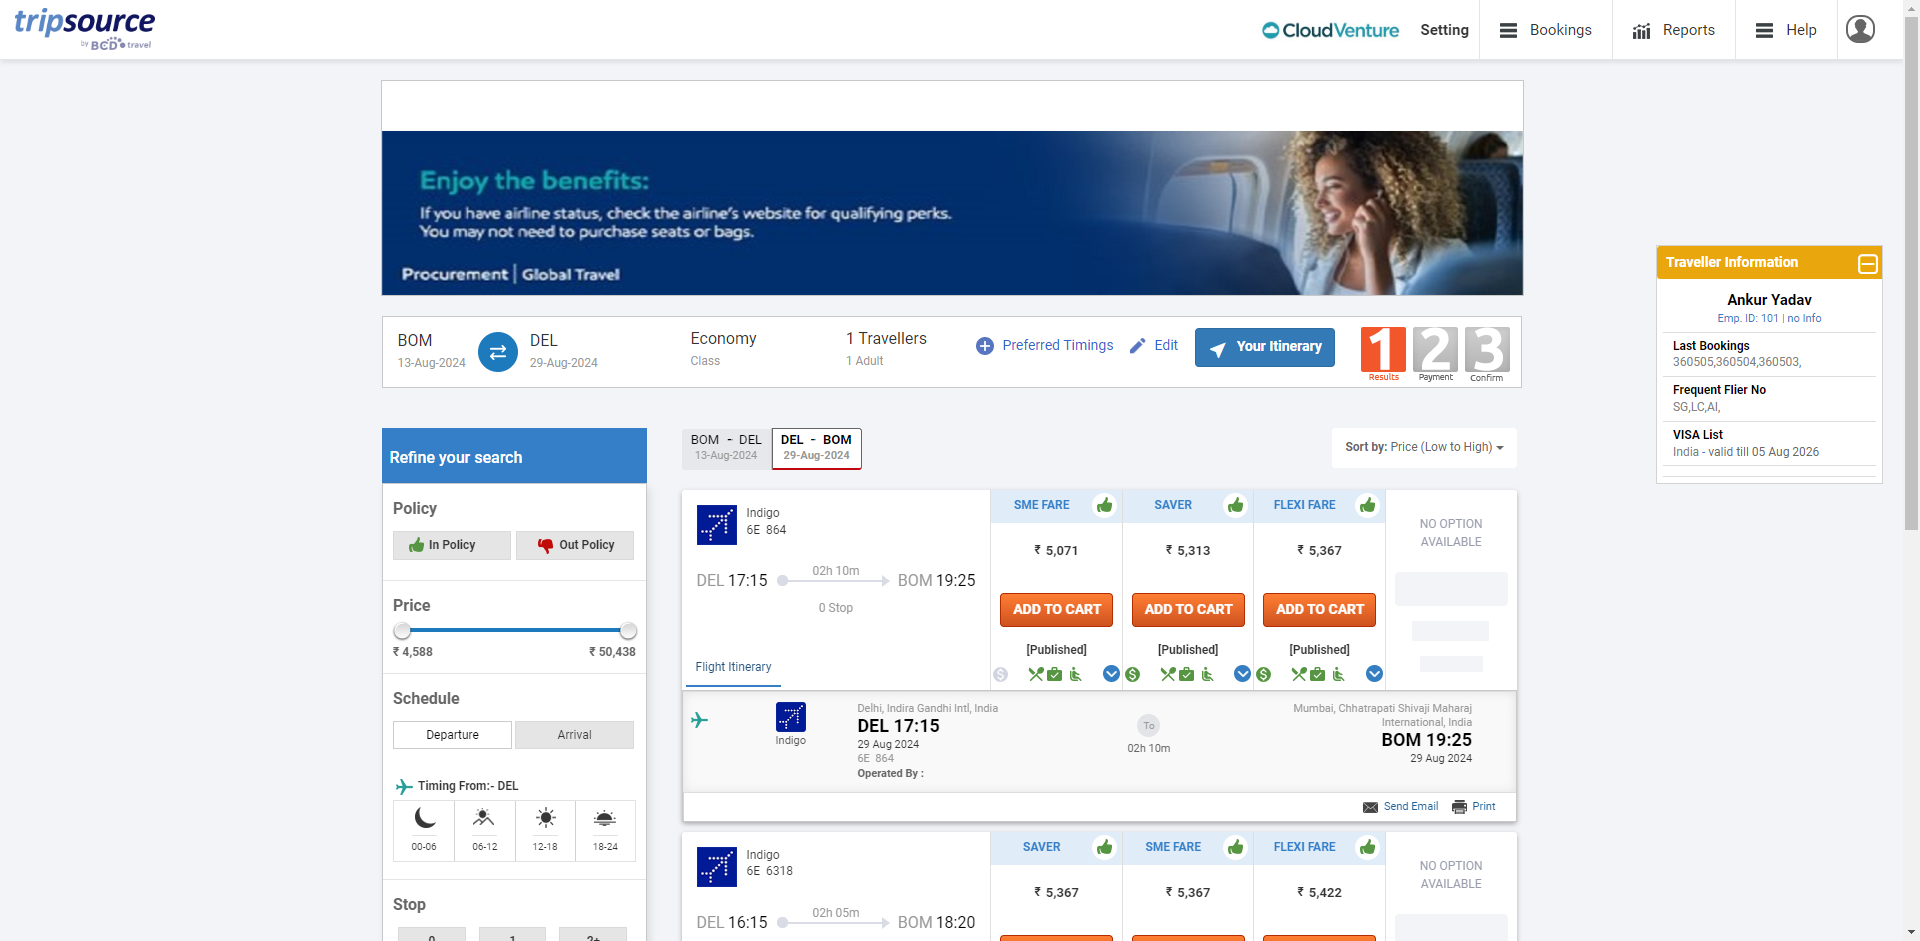 tripsource
by BCD travel
CloudVenture
Setting
Bookings
Reports
Help
Enjoy the benefits:
If you have airline status, check the airline's website for qualifying perks.
You may not need to purchase seats or bags.
Procurement | Global Travel
Traveller Information
Ankur Yadav
Emp. ID: 101 | no Info
Last Bookings
360505,360504,360503,
Frequent Flier No
SG,LC,AI,
VISA List
India - valid till 05 Aug 2026
BOM
13-Aug-2024
DEL
29-Aug-2024
Economy
Class
1 Travellers
1 Adult
Preferred Timings
Edit
Your Itinerary
1 2 3
Results Payment Confirm
Refine your search
Policy
In Policy
Out Policy
Price
₹ 4,588
₹ 50,438
Schedule
Departure
Arrival
Timing From:- DEL
00-06
06-12
12-18
18-24
Stop
0
1
2+
BOM - DEL
13-Aug-2024
DEL - BOM
29-Aug-2024
Sort by: Price (Low to High)
Indigo
6E 864
DEL 17:15
02h 10m
BOM 19:25
0 Stop
Flight Itinerary
SME FARE
₹ 5,071
ADD TO CART
[Published]
SAVER
₹ 5,313
ADD TO CART
[Published]
FLEXI FARE
₹ 5,367
ADD TO CART
[Published]
NO OPTION
AVAILABLE
Indigo
Delhi, Indira Gandhi Intl, India
DEL 17:15
29 Aug 2024
6E 864
Operated By :
To
02h 10m
Mumbai, Chhatrapati Shivaji Maharaj
International, India
BOM 19:25
29 Aug 2024
Send Email
Print
Indigo
6E 6318
DEL 16:15
02h 05m
BOM 18:20
SAVER
₹ 5,367
SME FARE
₹ 5,367
FLEXI FARE
₹ 5,422
NO OPTION
AVAILABLE